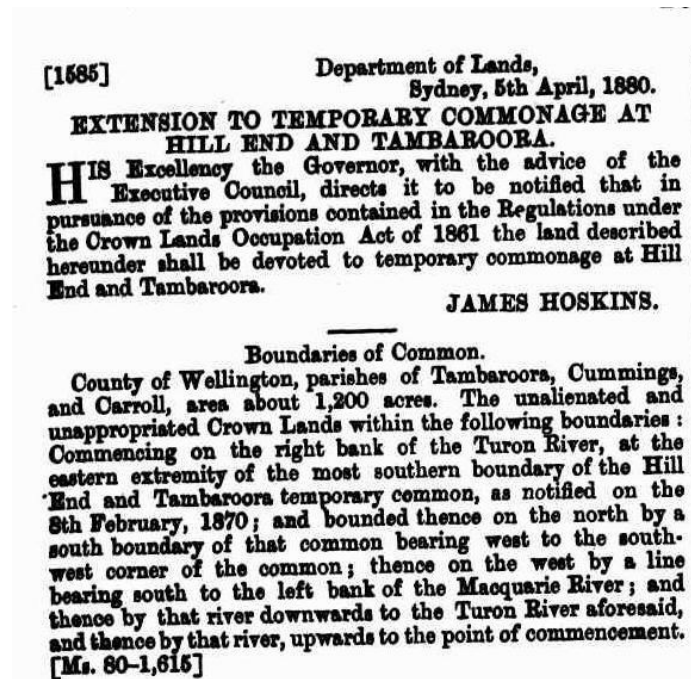 [1585]
Department of Lands,
Sydney, 5th April, 1880.
EXTENSION TO TEMPORARY COMMONAGE AT
HILL END AND TAMBAROORA.
HIS Excellency the Governor, with the advice of the
Executive Council, directs it to be notified that in
pursuance of the provisions contained in the Regulations under
the Crown Lands Occupation Act of 1861 the land described
hereunder shall be devoted to temporary commonage at Hill
End and Tambaroora.
JAMES HOSKINS.
Boundaries of Common.
County of Wellington, parishes of Tambaroora, Cummings,
and Carroll, area about 1,200 acres. The unalienated and
unappropriated Crown Lands within the following boundaries :
Commencing on the right bank of the Turon River, at the
eastern extremity of the most southern boundary of the Hill
End and Tambaroora temporary common, as notified on the
8th February, 1870 ; and bounded thence on the north by a
south boundary of that common bearing west to the south-
west corner of the common ; thence on the west by a line
bearing south to the left bank of the Macquarie River ; and
thence by that river downwards to the Turon River aforesaid,
and thence by that river, upwards to the point of commencement.
[Ms. 80-1,615]